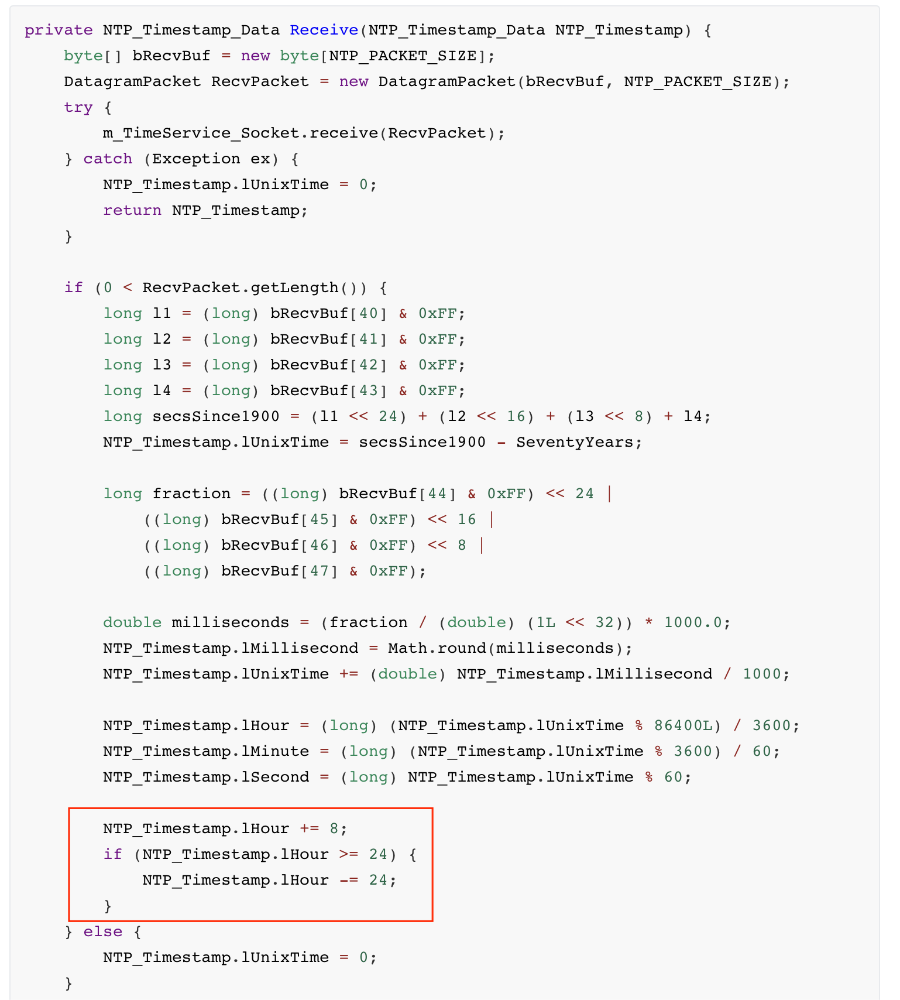 private NTP_Timestamp_Data Receive(NTP_Timestamp_Data NTP_Timestamp) {
    byte[] bRecvBuf = new byte[NTP_PACKET_SIZE];
    DatagramPacket RecvPacket = new DatagramPacket(bRecvBuf, NTP_PACKET_SIZE);
    try {
        m_TimeService_Socket.receive(RecvPacket);
    } catch (Exception ex) {
        NTP_Timestamp.lUnixTime = 0;
        return NTP_Timestamp;
    }

    if (0 < RecvPacket.getLength()) {
        long l1 = (long) bRecvBuf[40] & 0xFF;
        long l2 = (long) bRecvBuf[41] & 0xFF;
        long l3 = (long) bRecvBuf[42] & 0xFF;
        long l4 = (long) bRecvBuf[43] & 0xFF;
        long secsSince1900 = (l1 << 24) + (l2 << 16) + (l3 << 8) + l4;
        NTP_Timestamp.lUnixTime = secsSince1900 - SeventyYears;

        long fraction = ((long) bRecvBuf[44] & 0xFF) << 24 |
            ((long) bRecvBuf[45] & 0xFF) << 16 |
            ((long) bRecvBuf[46] & 0xFF) << 8 |
            ((long) bRecvBuf[47] & 0xFF);

        double milliseconds = (fraction / (double) (1L << 32)) * 1000.0;
        NTP_Timestamp.lMillisecond = Math.round(milliseconds);
        NTP_Timestamp.lUnixTime += (double) NTP_Timestamp.lMillisecond / 1000;

        NTP_Timestamp.lHour = (long) (NTP_Timestamp.lUnixTime % 86400L) / 3600;
        NTP_Timestamp.lMinute = (long) (NTP_Timestamp.lUnixTime % 3600) / 60;
        NTP_Timestamp.lSecond = (long) NTP_Timestamp.lUnixTime % 60;

        NTP_Timestamp.lHour += 8;
        if (NTP_Timestamp.lHour >= 24) {
            NTP_Timestamp.lHour -= 24;
        }
    } else {
        NTP_Timestamp.lUnixTime = 0;
    }